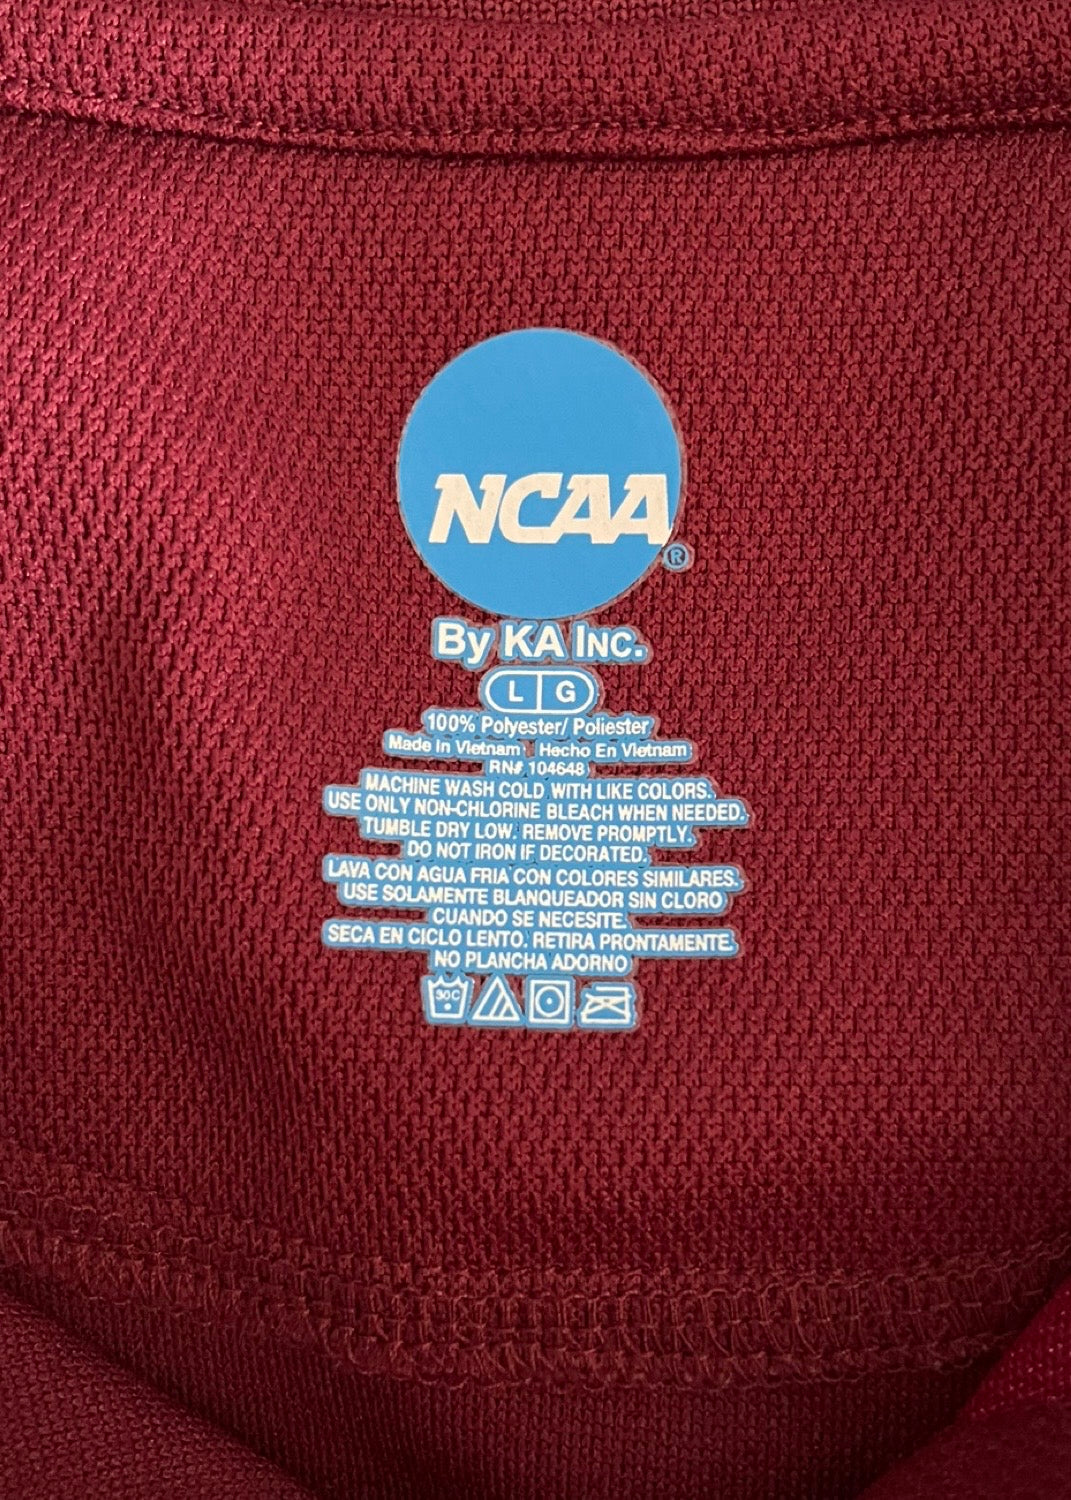 NCAA
®
By KA Inc.
L G
100% Polyester/ Poliester
Made in Vietnam Hecho En Vietnam
RN# 104648
MACHINE WASH COLD WITH LIKE COLORS.
USE ONLY NON-CHLORINE BLEACH WHEN NEEDED.
TUMBLE DRY LOW. REMOVE PROMPTLY.
DO NOT IRON IF DECORATED.
LAVA CON AGUA FRIA CON COLORES SIMILARES.
USE SOLAMENTE BLANQUEADOR SIN CLORO
CUANDO SE NECESITE.
SECA EN CICLO LENTO. RETIRA PRONTAMENTE.
NO PLANCHA ADORNO
30C